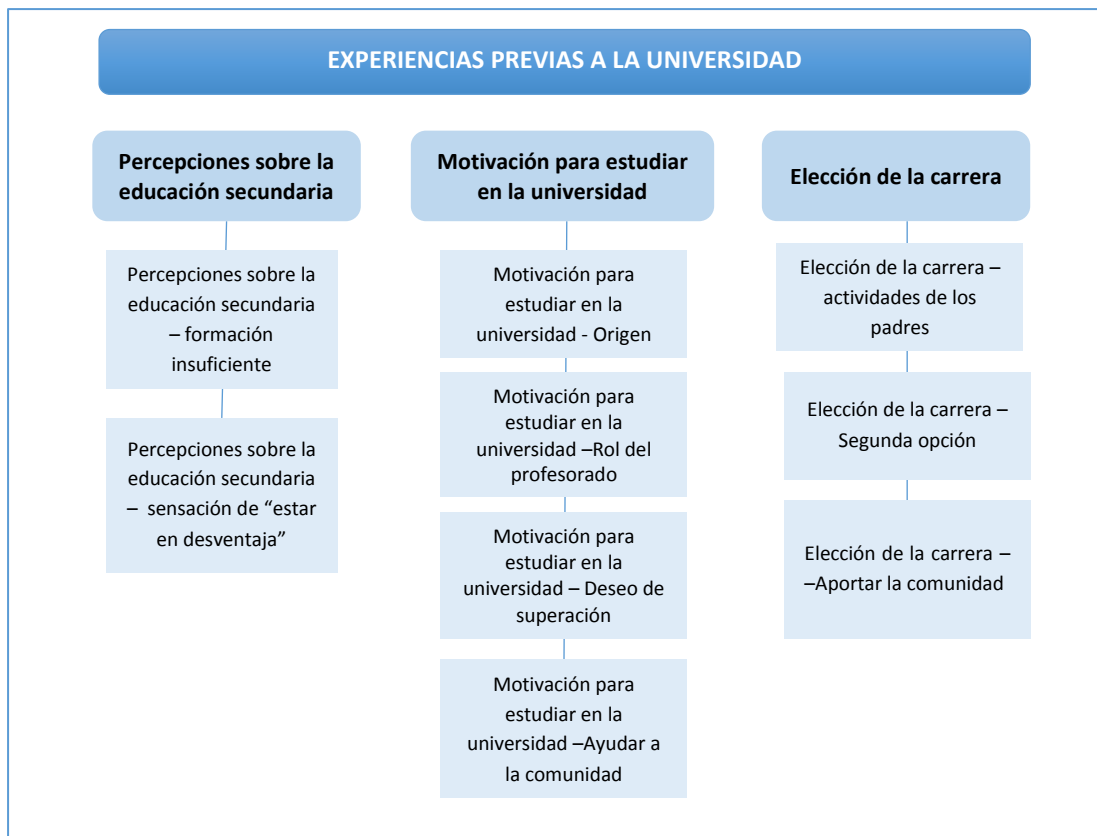 EXPERIENCIAS PREVIAS A LA UNIVERSIDAD
Percepciones sobre la
educación secundaria
Percepciones sobre la
educación secundaria
– formación
insuficiente
Percepciones sobre la
educación secundaria
– sensación de “estar
en desventaja”
Motivación para estudiar
en la universidad
Motivación para
estudiar en la
universidad - Origen
Motivación para
estudiar en la
universidad –Rol del
profesorado
Motivación para
estudiar en la
universidad – Deseo de
superación
Motivación para
estudiar en la
universidad –Ayudar a
la comunidad
Elección de la carrera
Elección de la carrera –
actividades de los
padres
Elección de la carrera –
Segunda opción
Elección de la carrera –
–Aportar la comunidad